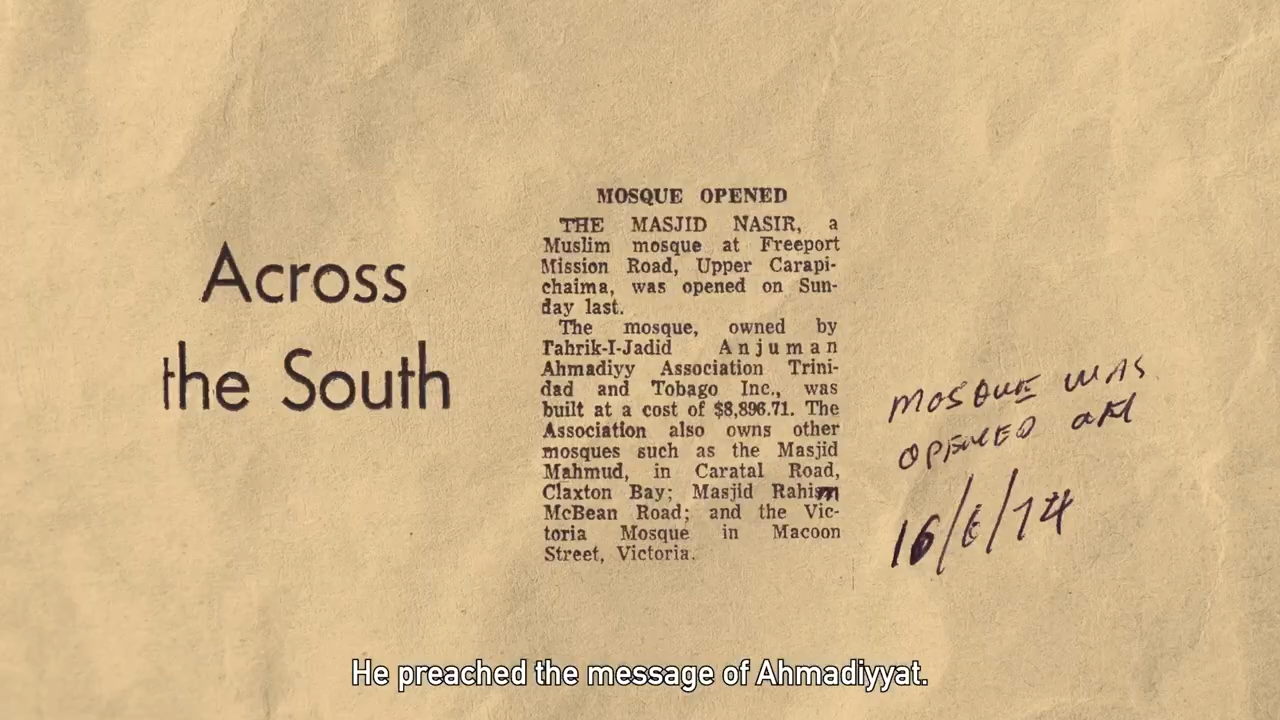 Across
the South
MOSQUE OPENED
THE MASJID NASIR, a
Muslim mosque at Freeport
Mission Road, Upper Carapi-
chaima, was opened on Sun-
day last.
The mosque, owned by
Tahrik-I-Jadid Anjuman
Ahmadiyy Association Trini-
dad and Tobago Inc., was
built at a cost of $8,896.71. The
Association also owns other
mosques such as the Masjid
Mahmud, in Caratal Road,
Claxton Bay; Masjid Rahim
McBean Road; and the Vic-
toria Mosque in Macoon
Street, Victoria.
MOSQUE WAS
OPENED
16/6/74
He preached the message of Ahmadiyyat.